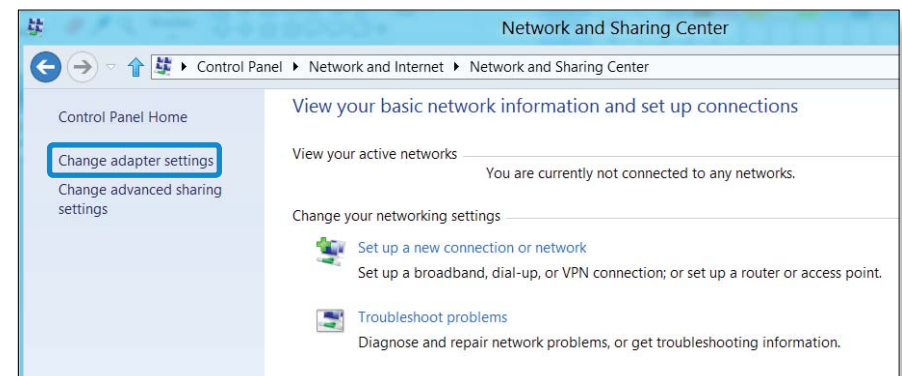 Network and Sharing Center
Control Panel Network and Internet Network and Sharing Center
Control Panel Home
Change adapter settings
Change advanced sharing
settings
View your basic network information and set up connections
View your active networks
You are currently not connected to any networks.
Change your networking settings
Set up a new connection or network
Set up a broadband, dial-up, or VPN connection; or set up a router or access point.
Troubleshoot problems
Diagnose and repair network problems, or get troubleshooting information.